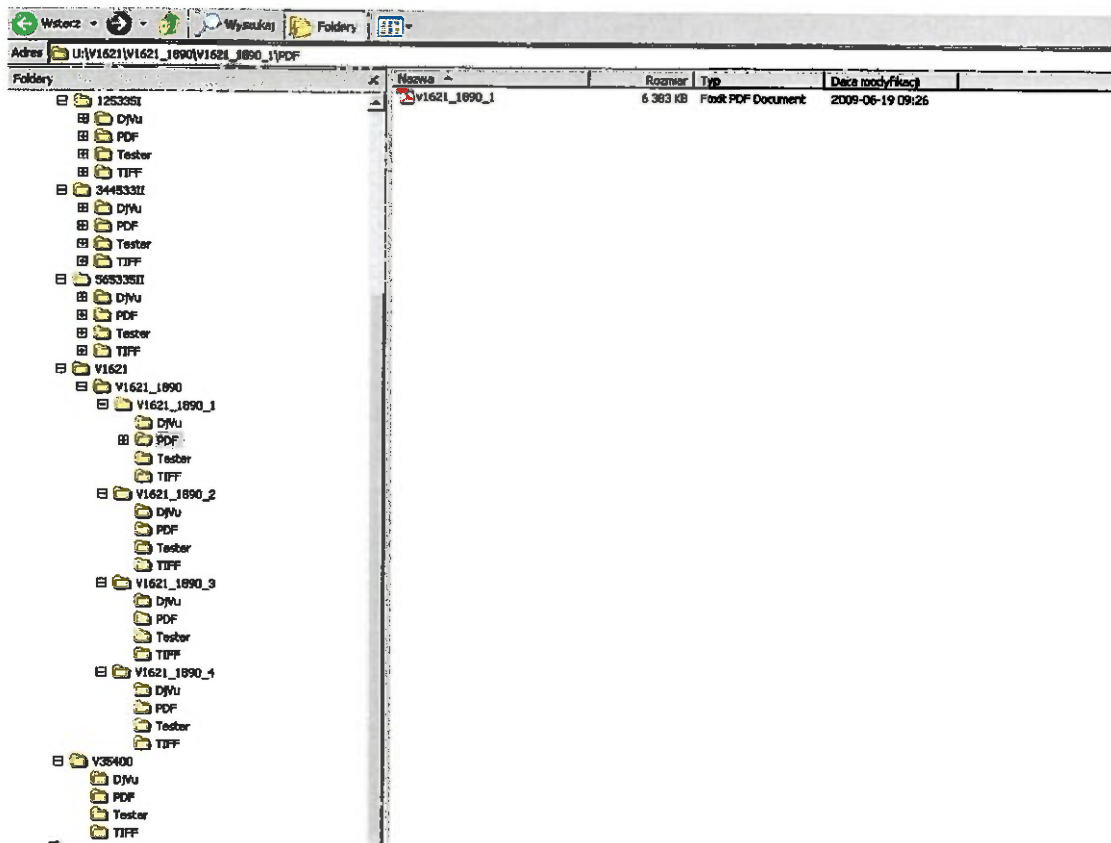 Wstecz Wyszukaj Foldery
Adres U:\V1621\V1621_1890\V1621_1890_1\PDF
Foldery
Nazwa Rozmiar Typ Data modyfikacji
v1621_1890_1 6 383 KB Foxit PDF Document 2009-06-19 09:26
125335I
DjVu
PDF
Tester
TIFF
344533II
DjVu
PDF
Tester
TIFF
565335II
DjVu
PDF
Tester
TIFF
V1621
V1621_1890
V1621_1890_1
DjVu
PDF
Tester
TIFF
V1621_1890_2
DjVu
PDF
Tester
TIFF
V1621_1890_3
DjVu
PDF
Tester
TIFF
V1621_1890_4
DjVu
PDF
Tester
TIFF
V35400
DjVu
PDF
Tester
TIFF